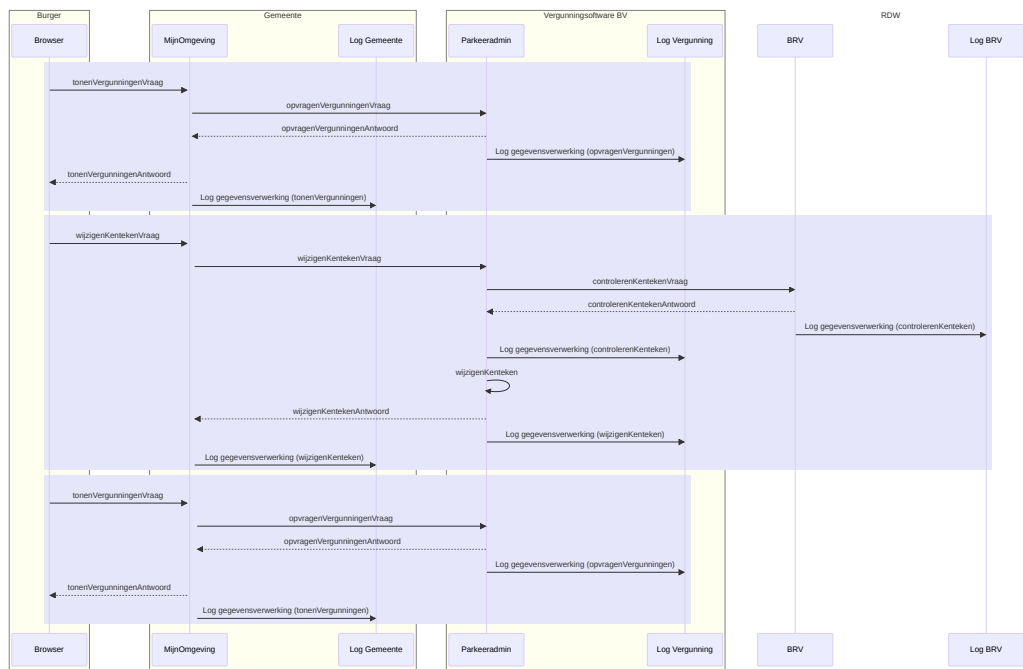 Burger
Gemeente
Vergunningsoftware BV
RDW
Browser
MijnOmgeving
Log Gemeente
Parkeeradmin
Log Vergunning
BRV
Log BRV
tonenVergunningenVraag
opvragenVergunningenVraag
opvragenVergunningenAntwoord
Log gegevensverwerking (opvragenVergunningen)
tonenVergunningenAntwoord
Log gegevensverwerking (tonenVergunningen)
wijzigenKentekenVraag
wijzigenKentekenVraag
controlerenKentekenVraag
controlerenKentekenAntwoord
Log gegevensverwerking (controlerenKenteken)
Log gegevensverwerking (controlerenKenteken)
wijzigenKenteken
wijzigenKentekenAntwoord
Log gegevensverwerking (wijzigenKenteken)
Log gegevensverwerking (wijzigenKenteken)
tonenVergunningenVraag
opvragenVergunningenVraag
opvragenVergunningenAntwoord
Log gegevensverwerking (opvragenVergunningen)
tonenVergunningenAntwoord
Log gegevensverwerking (tonenVergunningen)
Browser
MijnOmgeving
Log Gemeente
Parkeeradmin
Log Vergunning
BRV
Log BRV